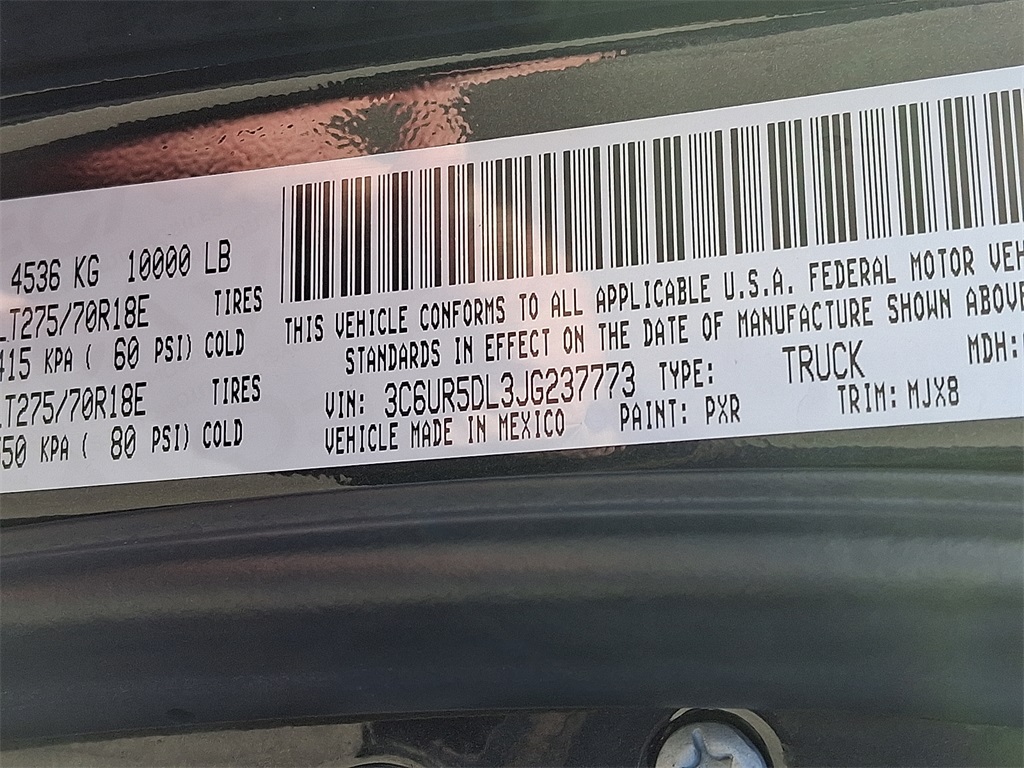 4536 KG 10000 LB
LT275/70R18E TIRES
415 KPA ( 60 PSI) COLD
LT275/70R18E TIRES
550 KPA ( 80 PSI) COLD
THIS VEHICLE CONFORMS TO ALL APPLICABLE U.S.A. FEDERAL MOTOR VEH
STANDARDS IN EFFECT ON THE DATE OF MANUFACTURE SHOWN ABOVE
VIN: 3C6UR5DL3JG237773 TYPE: TRUCK MDH:
VEHICLE MADE IN MEXICO PAINT: PXR TRIM: MJX8